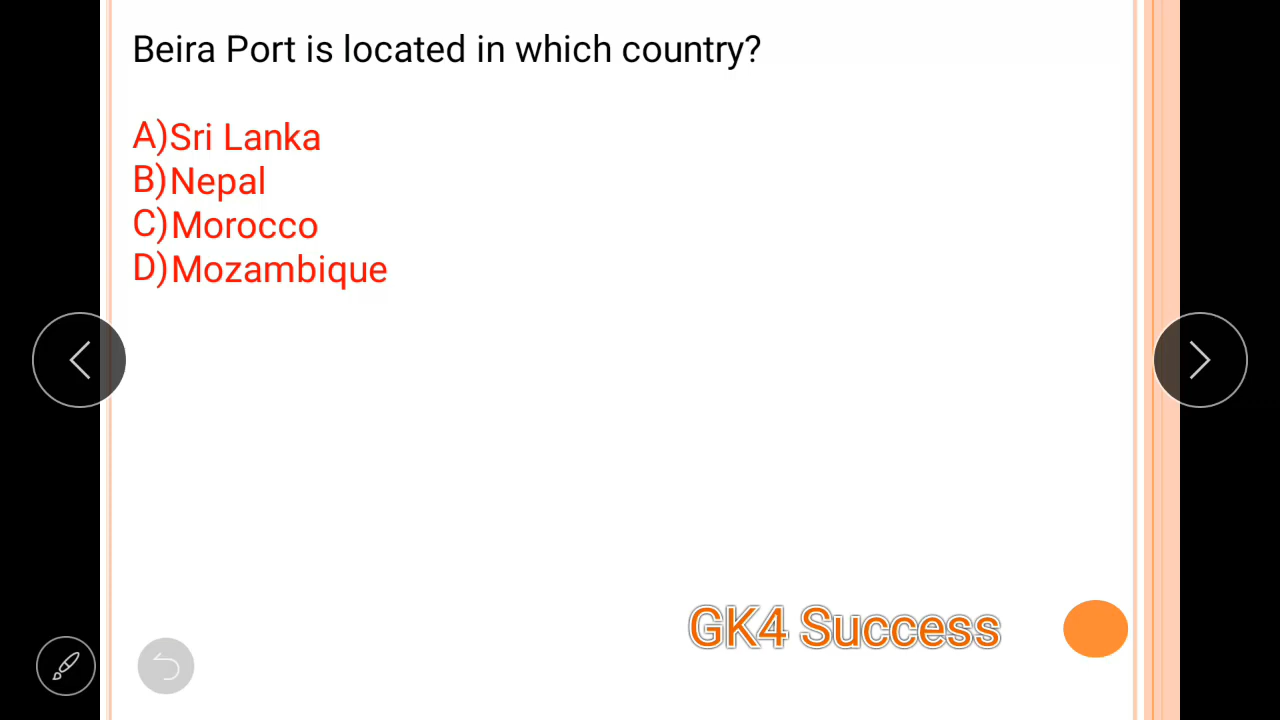 Beira Port is located in which country?
A)Sri Lanka
B)Nepal
C)Morocco
D)Mozambique
GK4 Success